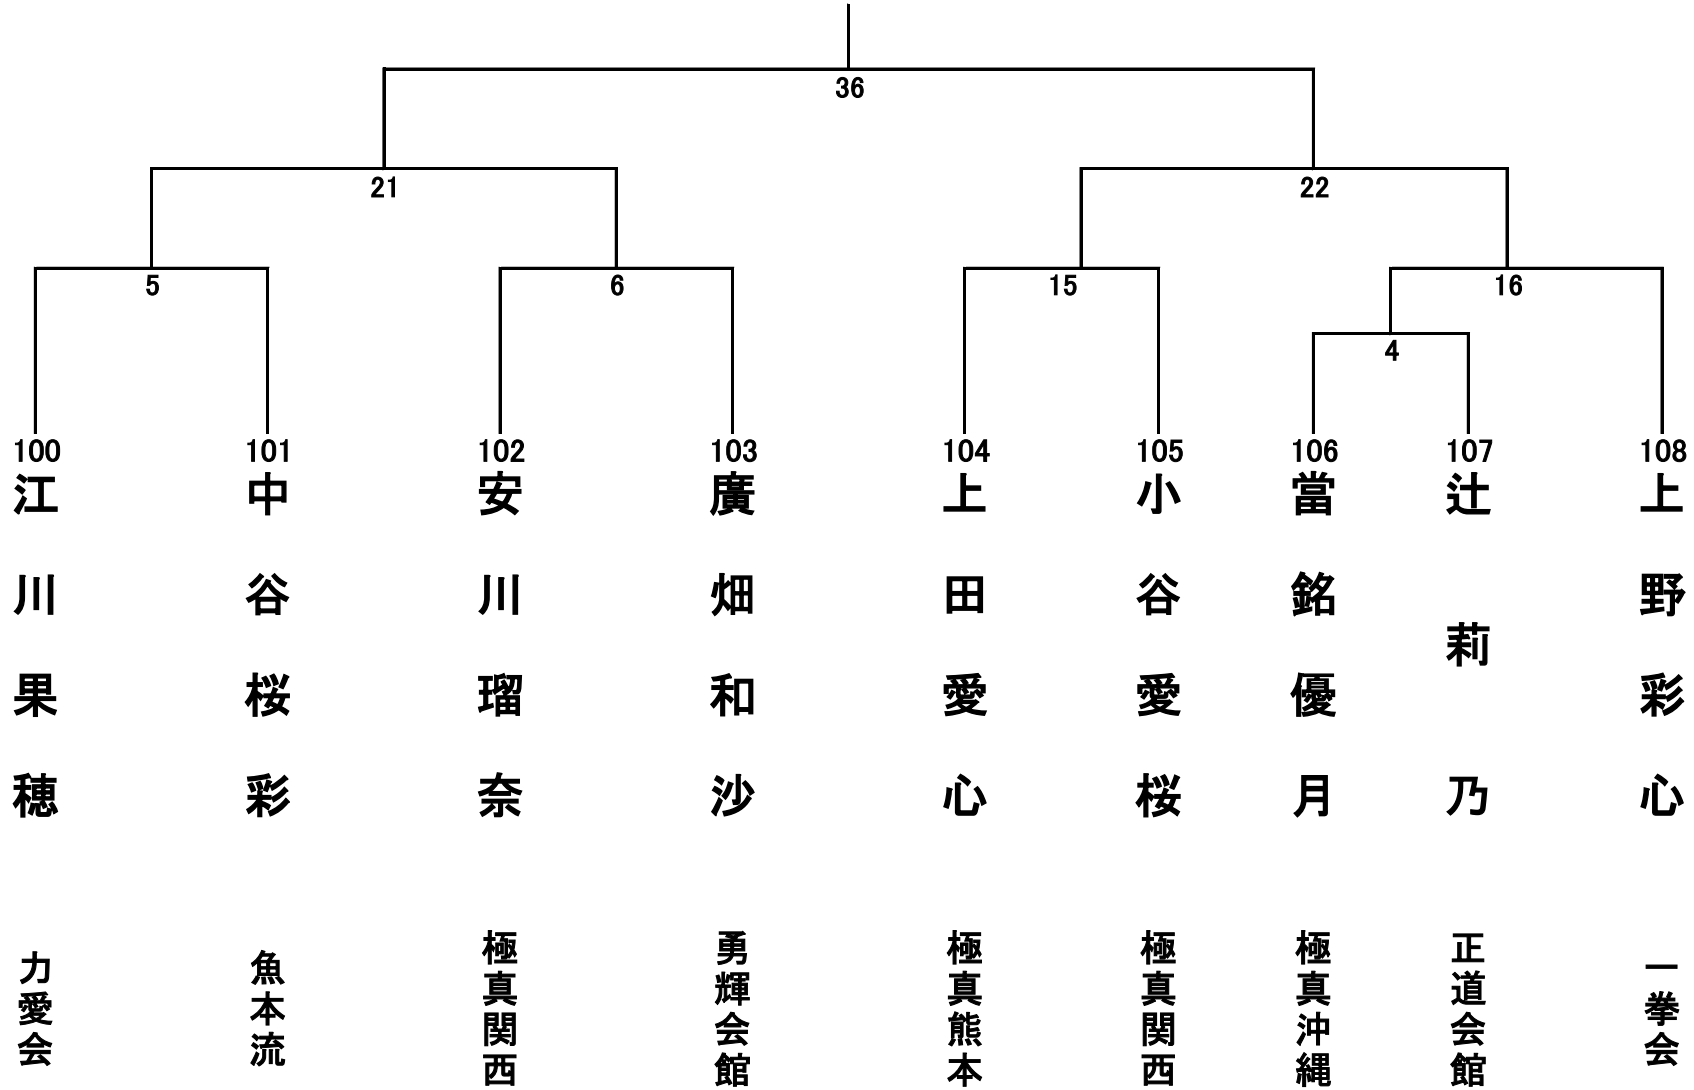 36
21
22
5
6
15
16
4
100
101
102
103
104
105
106
107
108
江川果穂
中谷桜彩
安川瑠奈
廣畑和沙
上田愛心
小谷愛桜
當銘優月
辻莉乃
上野彩心
力愛会
魚本流
極真関西
勇輝会館
極真熊本
極真関西
極真沖縄
正道会館
一拳会